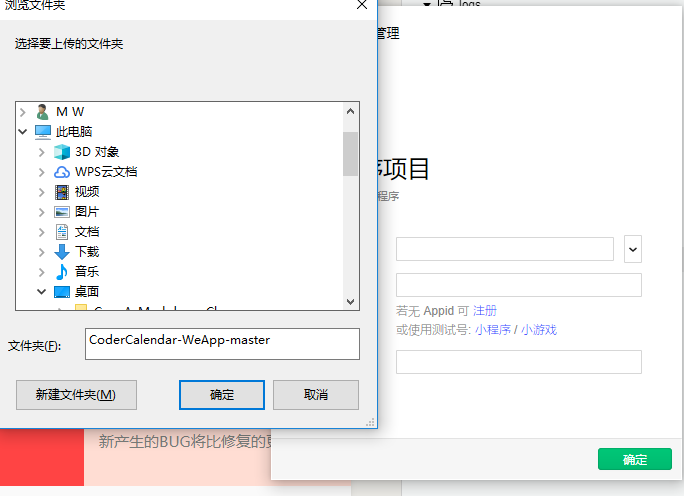 浏览文件夹
选择要上传的文件夹
M W
此电脑
3D 对象
WPS云文档
视频
图片
文档
下载
音乐
桌面
文件夹(F):
CoderCalendar-WeApp-master
新建文件夹(M)
确定
取消
logs
管理
序项目
程序
若无 Appid 可 注册
或使用测试号: 小程序 / 小游戏
确定
新产生的BUG将比修复的